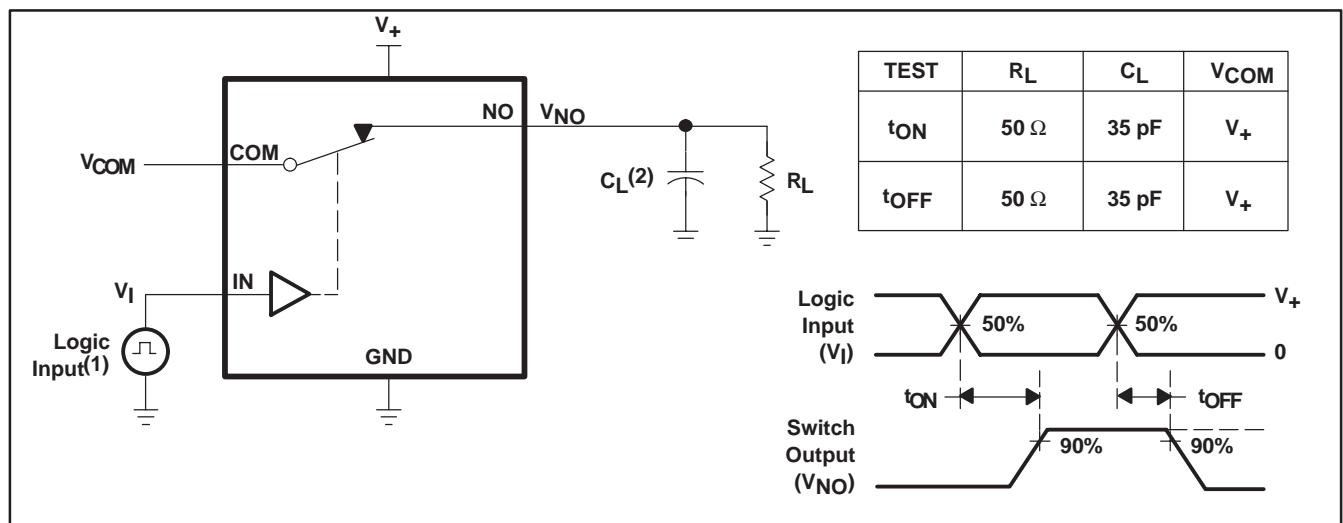 V+
NO
VNO
VCOM
COM
CL(2)
RL
VI
IN
Logic
Input(1)
GND
TEST RL CL VCOM
tON 50 Ω 35 pF V+
tOFF 50 Ω 35 pF V+
Logic
Input
(VI)
50%
50%
V+
0
tON
tOFF
Switch
Output
(VNO)
90%
90%